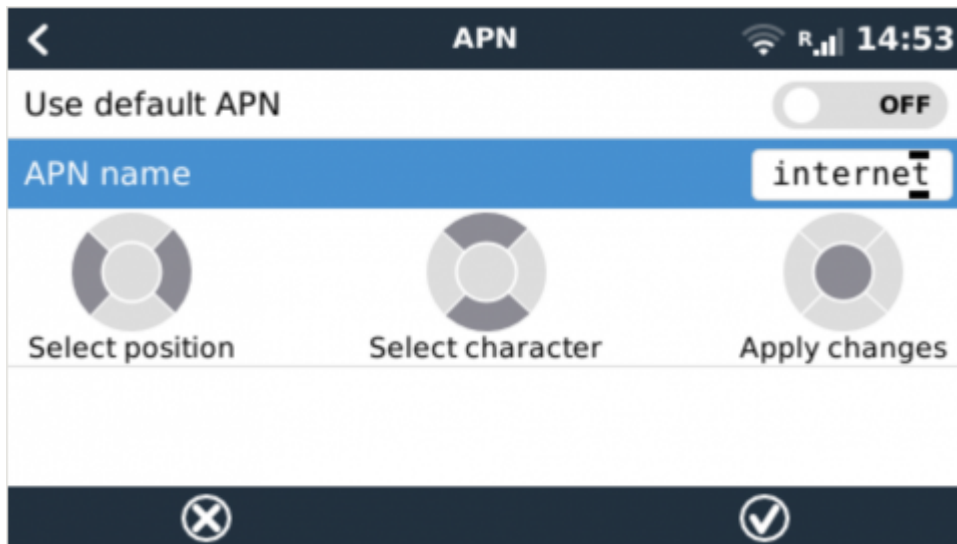 APN R 14:53
Use default APN OFF
APN name internet
Select position Select character Apply changes